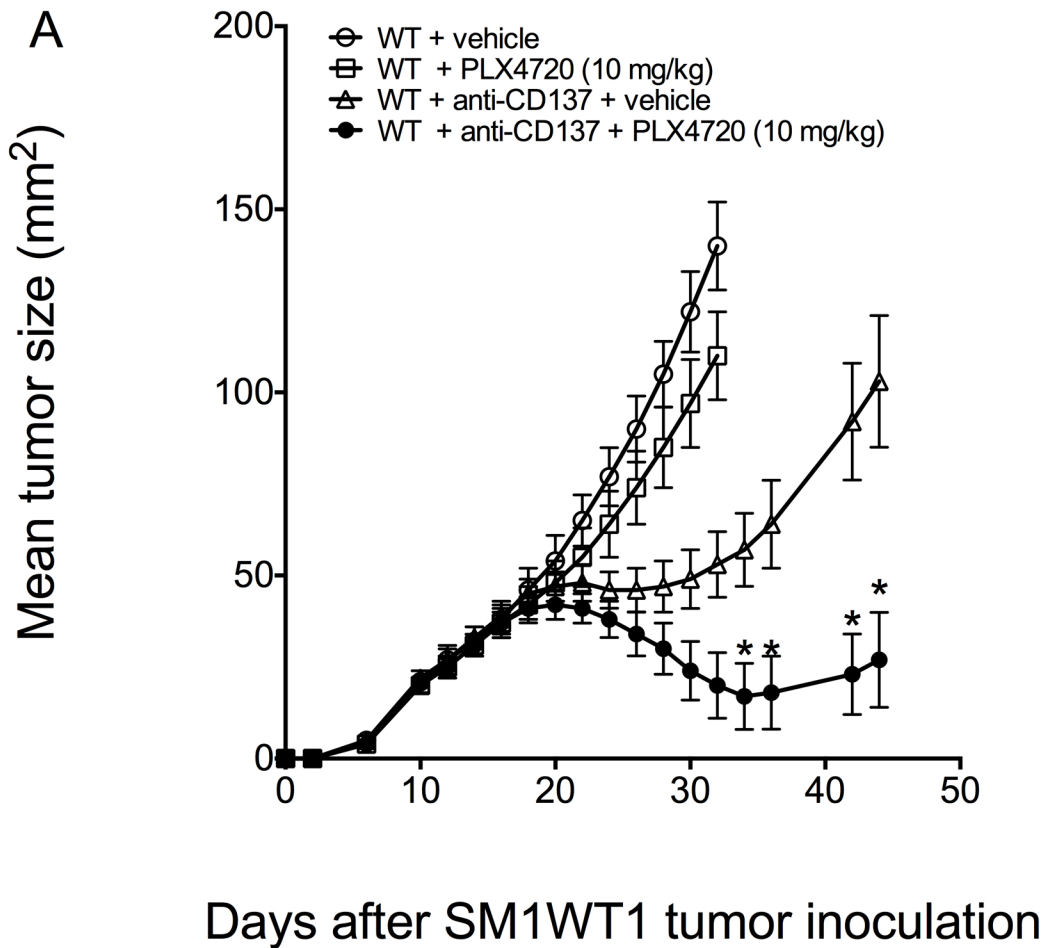 A
200
WT + vehicle
WT + PLX4720 (10 mg/kg)
WT + anti-CD137 + vehicle
WT + anti-CD137 + PLX4720 (10 mg/kg)
Mean tumor size (mm²)
150
100
50
0
* * * *
0 10 20 30 40 50
Days after SM1WT1 tumor inoculation